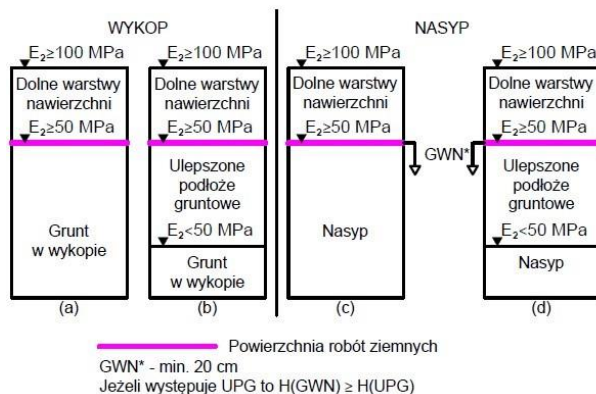 WYKOP
NASYP
E₂≥100 MPa
E₂≥100 MPa
E₂≥100 MPa
E₂≥100 MPa
Dolne warstwy
nawierzchni
Dolne warstwy
nawierzchni
Dolne warstwy
nawierzchni
Dolne warstwy
nawierzchni
E₂≥50 MPa
E₂≥50 MPa
E₂≥50 MPa
E₂≥50 MPa
GWN*
Grunt
w wykopie
Ulepszone
podłoże
gruntowe
Nasyp
Ulepszone
podłoże
gruntowe
E₂<50 MPa
E₂<50 MPa
Grunt
w wykopie
Nasyp
(a)
(b)
(c)
(d)
Powierzchnia robót ziemnych
GWN* - min. 20 cm
Jeżeli występuje UPG to H(GWN) ≥ H(UPG)